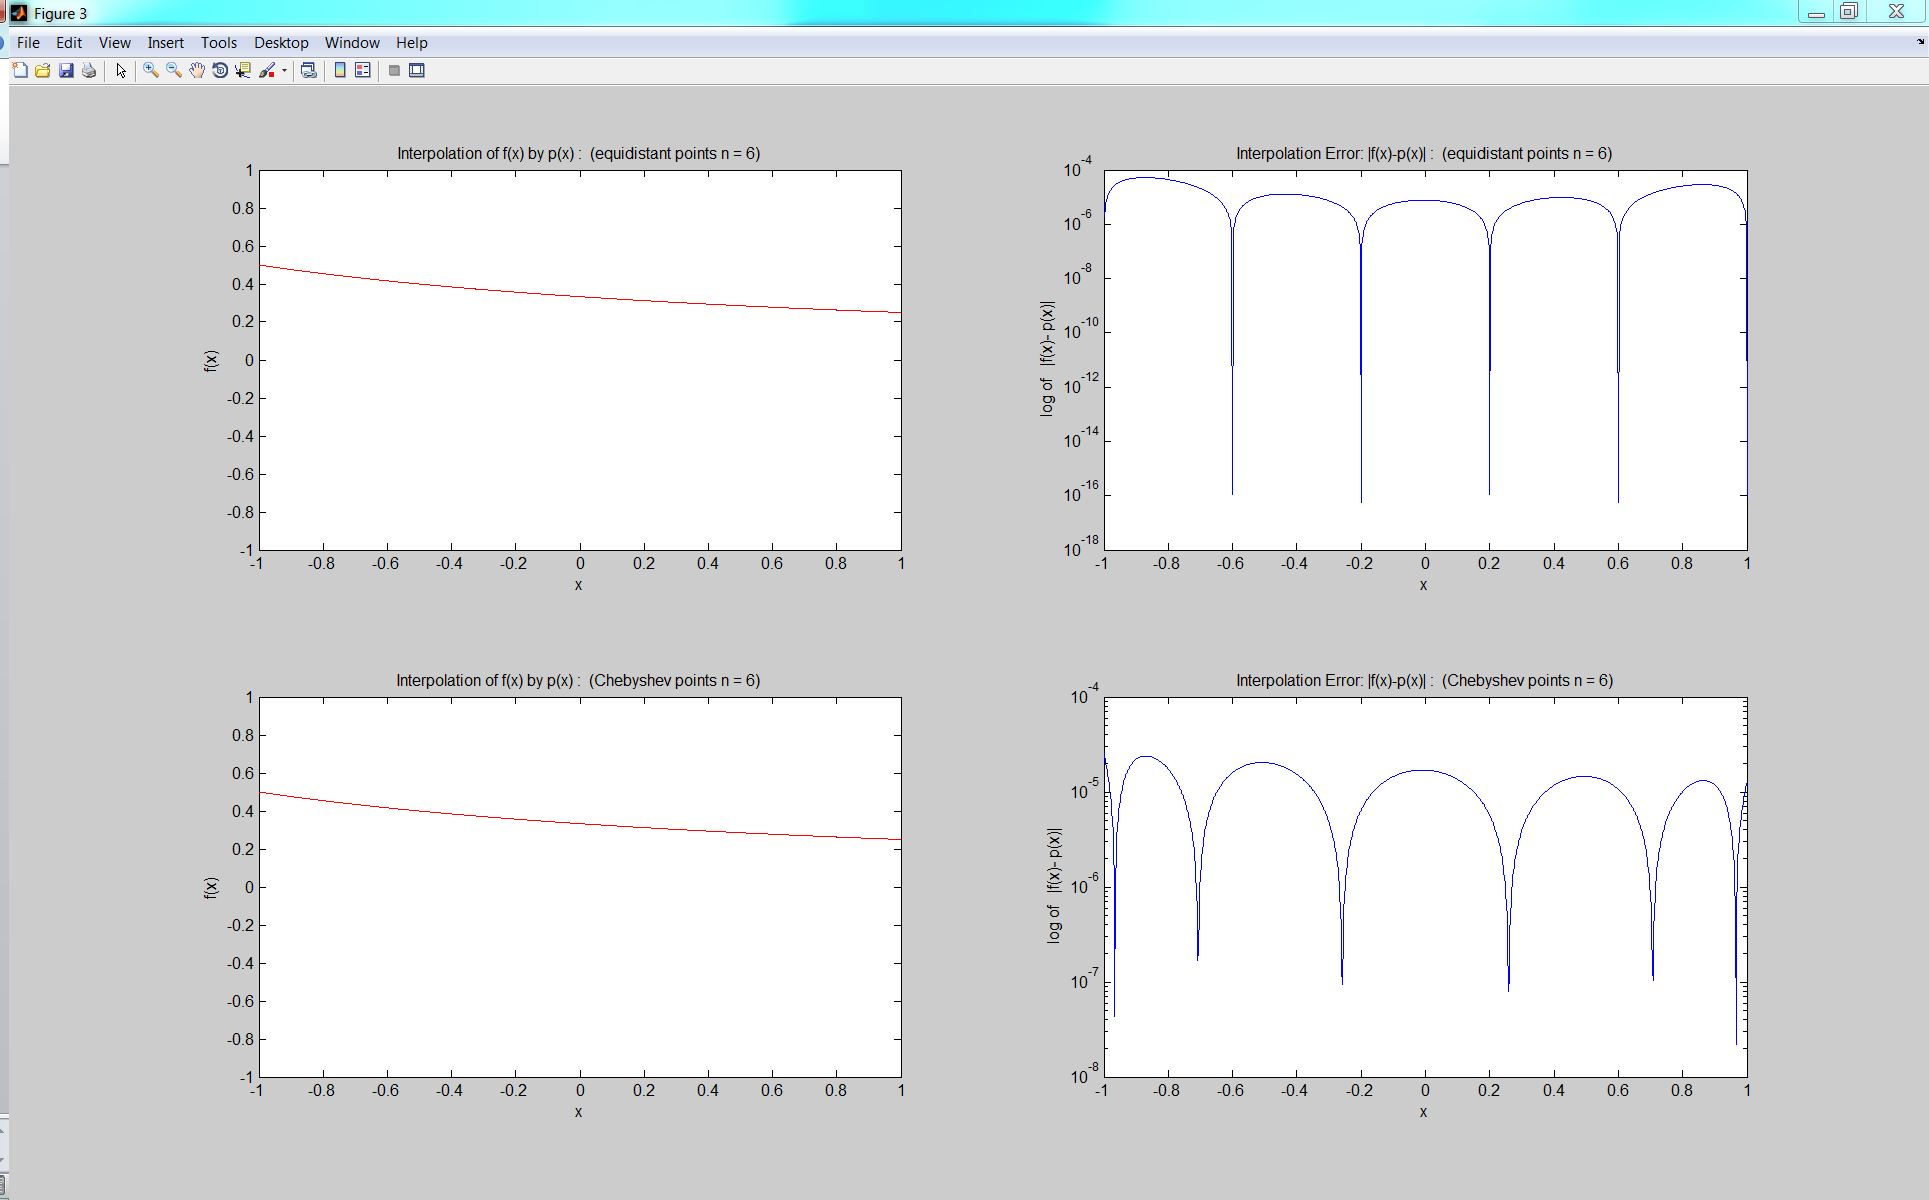 Figure 3
File Edit View Insert Tools Desktop Window Help
Interpolation of f(x) by p(x) : (equidistant points n = 6)
1
0.8
0.6
0.4
0.2
0
-0.2
-0.4
-0.6
-0.8
-1
f(x)
-1 -0.8 -0.6 -0.4 -0.2 0 0.2 0.4 0.6 0.8 1
x
Interpolation Error: |f(x)-p(x)| : (equidistant points n = 6)
10^-4
10^-6
10^-8
10^-10
10^-12
10^-14
10^-16
10^-18
log of |f(x)- p(x)|
-1 -0.8 -0.6 -0.4 -0.2 0 0.2 0.4 0.6 0.8 1
x
Interpolation of f(x) by p(x) : (Chebyshev points n = 6)
1
0.8
0.6
0.4
0.2
0
-0.2
-0.4
-0.6
-0.8
-1
f(x)
-1 -0.8 -0.6 -0.4 -0.2 0 0.2 0.4 0.6 0.8 1
x
Interpolation Error: |f(x)-p(x)| : (Chebyshev points n = 6)
10^-4
10^-5
10^-6
10^-7
10^-8
log of |f(x)- p(x)|
-1 -0.8 -0.6 -0.4 -0.2 0 0.2 0.4 0.6 0.8 1
x